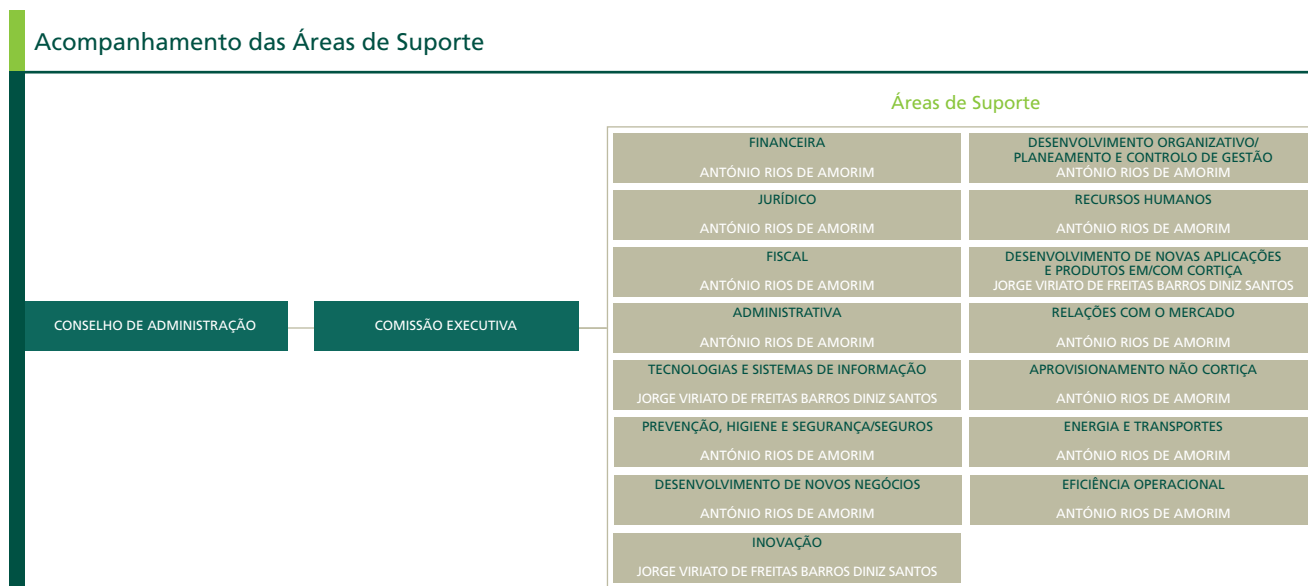 Acompanhamento das Áreas de Suporte
Áreas de Suporte
CONSELHO DE ADMINISTRAÇÃO
COMISSÃO EXECUTIVA
FINANCEIRA
ANTÓNIO RIOS DE AMORIM
DESENVOLVIMENTO ORGANIZATIVO/
PLANEAMENTO E CONTROLO DE GESTÃO
ANTÓNIO RIOS DE AMORIM
JURÍDICO
ANTÓNIO RIOS DE AMORIM
RECURSOS HUMANOS
ANTÓNIO RIOS DE AMORIM
FISCAL
ANTÓNIO RIOS DE AMORIM
DESENVOLVIMENTO DE NOVAS APLICAÇÕES
E PRODUTOS EM/COM CORTIÇA
JORGE VIRIATO DE FREITAS BARROS DINIZ SANTOS
ADMINISTRATIVA
ANTÓNIO RIOS DE AMORIM
RELAÇÕES COM O MERCADO
ANTÓNIO RIOS DE AMORIM
TECNOLOGIAS E SISTEMAS DE INFORMAÇÃO
JORGE VIRIATO DE FREITAS BARROS DINIZ SANTOS
APROVISIONAMENTO NÃO CORTIÇA
ANTÓNIO RIOS DE AMORIM
PREVENÇÃO, HIGIENE E SEGURANÇA/SEGUROS
ANTÓNIO RIOS DE AMORIM
ENERGIA E TRANSPORTES
ANTÓNIO RIOS DE AMORIM
DESENVOLVIMENTO DE NOVOS NEGÓCIOS
ANTÓNIO RIOS DE AMORIM
EFICIÊNCIA OPERACIONAL
ANTÓNIO RIOS DE AMORIM
INOVAÇÃO
JORGE VIRIATO DE FREITAS BARROS DINIZ SANTOS